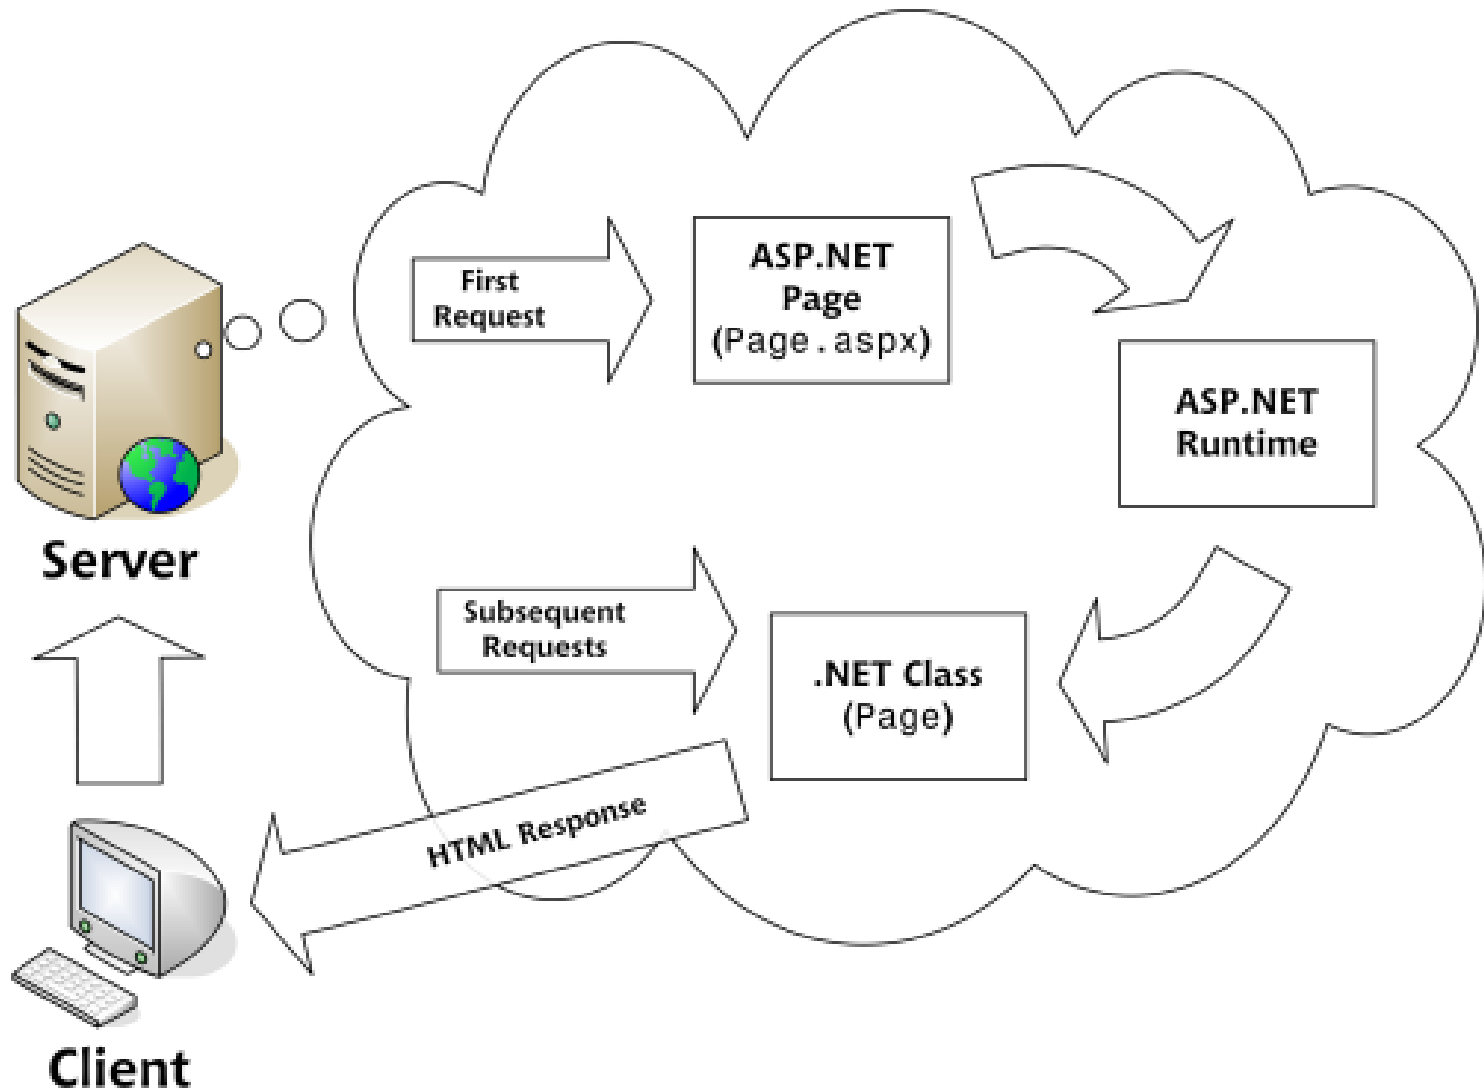 First
Request
ASP.NET
Page
(Page.aspx)
ASP.NET
Runtime
Server
Subsequent
Requests
.NET Class
(Page)
HTML Response
Client